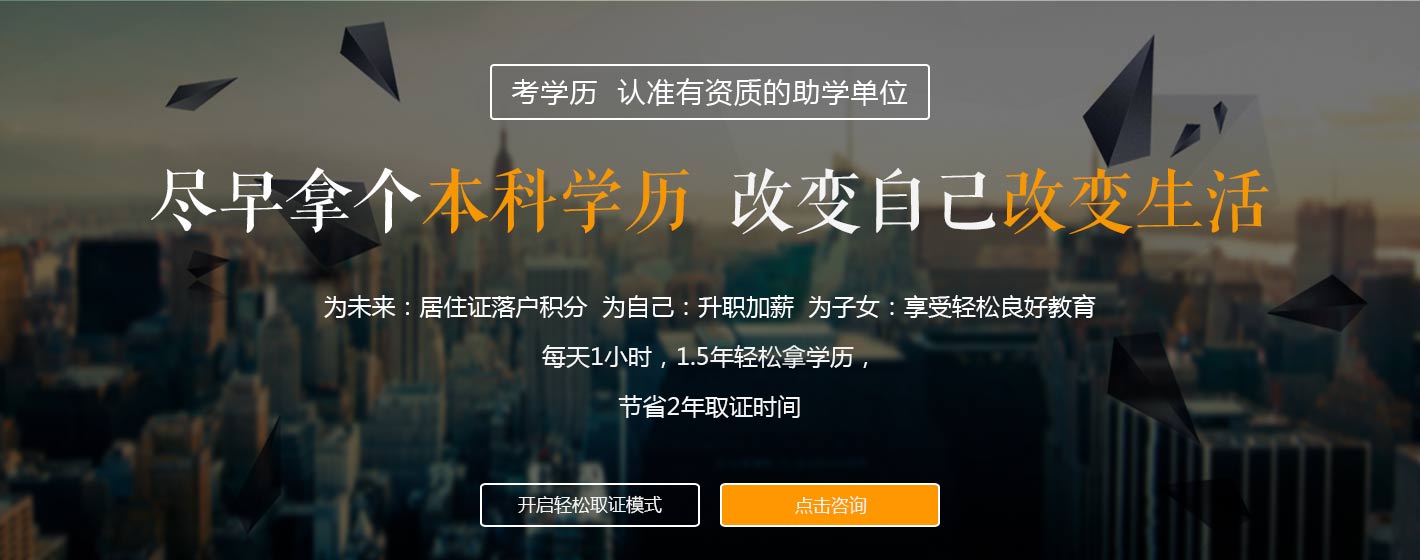 考学历 认准有资质的助学单位
尽早拿个本科学历 改变自己改变生活
为未来：居住证落户积分 为自己：升职加薪 为子女：享受轻松良好教育
每天1小时，1.5年轻松拿学历，
节省2年取证时间
开启轻松取证模式 点击咨询